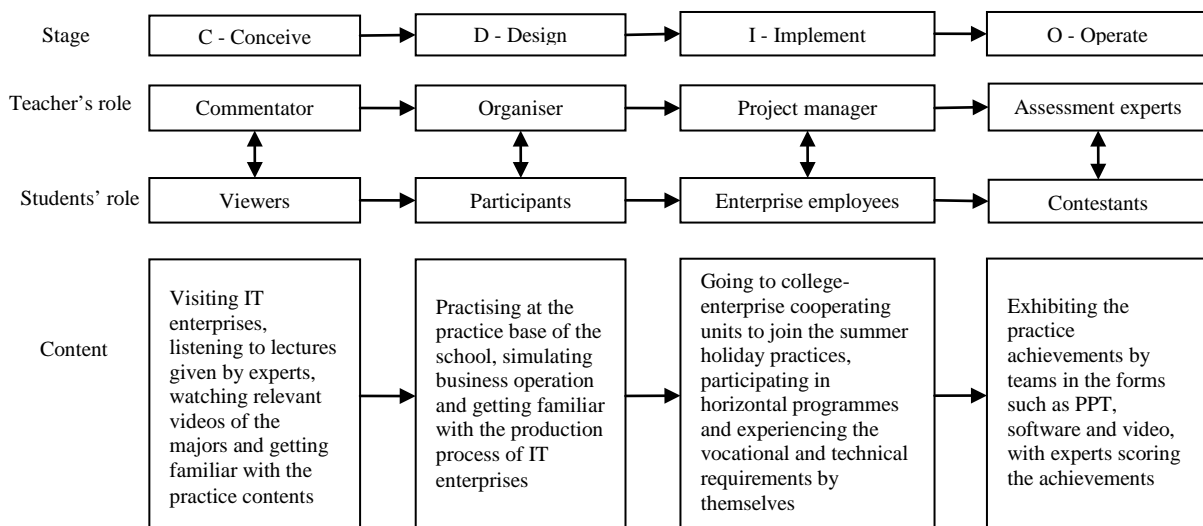 Stage
C - Conceive
D - Design
I - Implement
O - Operate
Teacher’s role
Commentator
Organiser
Project manager
Assessment experts
Students’ role
Viewers
Participants
Enterprise employees
Contestants
Content
Visiting IT
enterprises,
listening to lectures
given by experts,
watching relevant
videos of the
majors and getting
familiar with the
practice contents
Practising at the
practice base of the
school, simulating
business operation
and getting familiar
with the production
process of IT
enterprises
Going to college-
enterprise cooperating
units to join the summer
holiday practices,
participating in
horizontal programmes
and experiencing the
vocational and technical
requirements by
themselves
Exhibiting the
practice
achievements by
teams in the forms
such as PPT,
software and video,
with experts scoring
the achievements